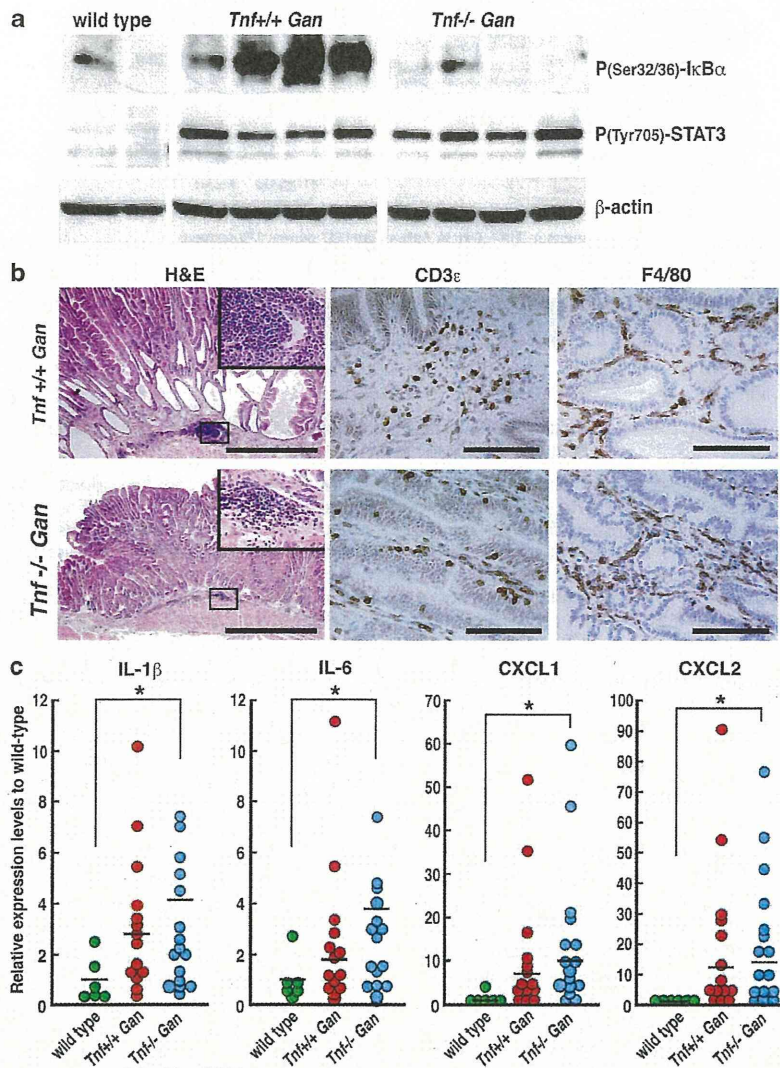 a
wild type Tnf+/+ Gan Tnf-/- Gan
P(Ser32/36)-IκBα
P(Tyr705)-STAT3
β-actin
b
H&E CD3ε F4/80
Tnf +/+ Gan
Tnf -/- Gan
c
IL-1β IL-6 CXCL1 CXCL2
Relative expression levels to wild-type
* * * *
12 12 70 100
10 10 60 90
8 8 50 80
6 6 40 70
4 4 30 60
2 2 20 50
0 0 10 40
0 30
20
10
0
wild type Tnf+/+ Gan Tnf-/- Gan wild type Tnf+/+ Gan Tnf-/- Gan wild type Tnf+/+ Gan Tnf-/- Gan wild type Tnf+/+ Gan Tnf-/- Gan